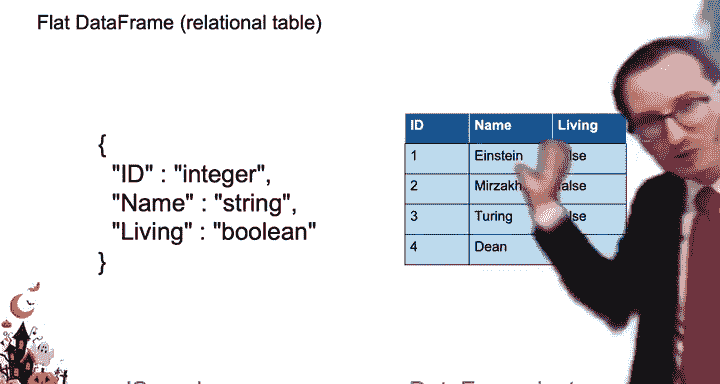 Flat DataFrame (relational table)
{
"ID" : "integer",
"Name" : "string",
"Living" : "boolean"
}
ID Name Living
1 Einstein
2
3 Turing
4 Dean